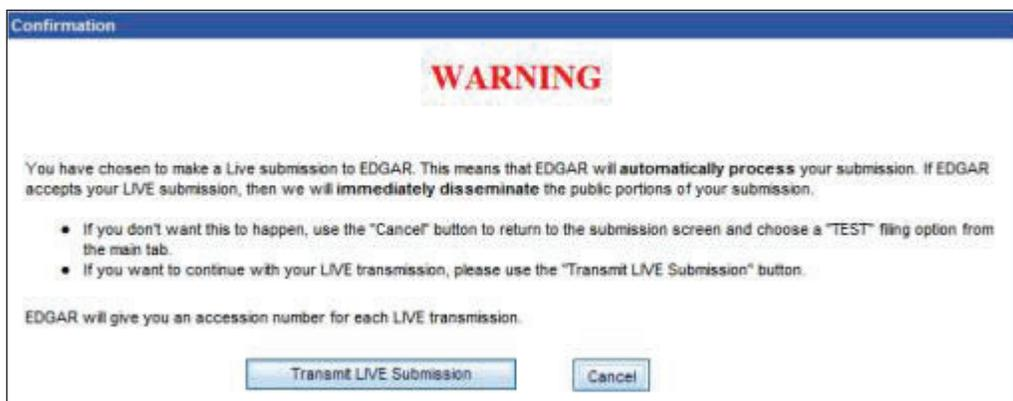 Confirmation
WARNING
You have chosen to make a Live submission to EDGAR. This means that EDGAR will automatically process your submission. If EDGAR
accepts your LIVE submission, then we will immediately disseminate the public portions of your submission.
● If you don't want this to happen, use the "Cancel" button to return to the submission screen and choose a "TEST" filing option from
the main tab.
● If you want to continue with your LIVE transmission, please use the "Transmit LIVE Submission" button.
EDGAR will give you an accession number for each LIVE transmission.
Transmit LIVE Submission Cancel